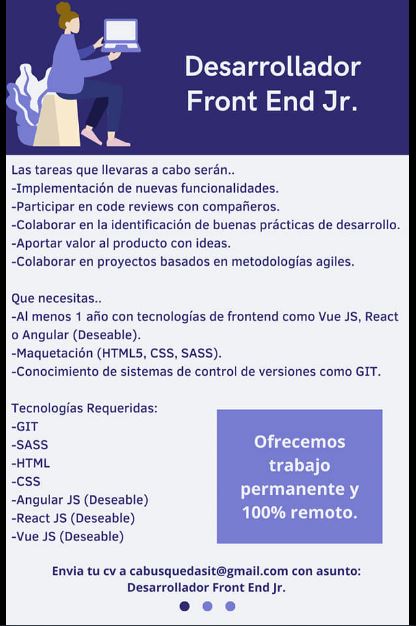 Desarrollador
Front End Jr.
Las tareas que llevaras a cabo serán..
-Implementación de nuevas funcionalidades.
-Participar en code reviews con compañeros.
-Colaborar en la identificación de buenas prácticas de desarrollo.
-Aportar valor al producto con ideas.
-Colaborar en proyectos basados en metodologías agiles.
Que necesitas..
-Al menos 1 año con tecnologías de frontend como Vue JS, React
o Angular (Deseable).
-Maquetación (HTML5, CSS, SASS).
-Conocimiento de sistemas de control de versiones como GIT.
Tecnologías Requeridas:
-GIT
-SASS
-HTML
-CSS
-Angular JS (Deseable)
-React JS (Deseable)
-Vue JS (Deseable)
Ofrecemos
trabajo
permanente y
100% remoto.
Envia tu cv a cabusquedasit@gmail.com con asunto:
Desarrollador Front End Jr.